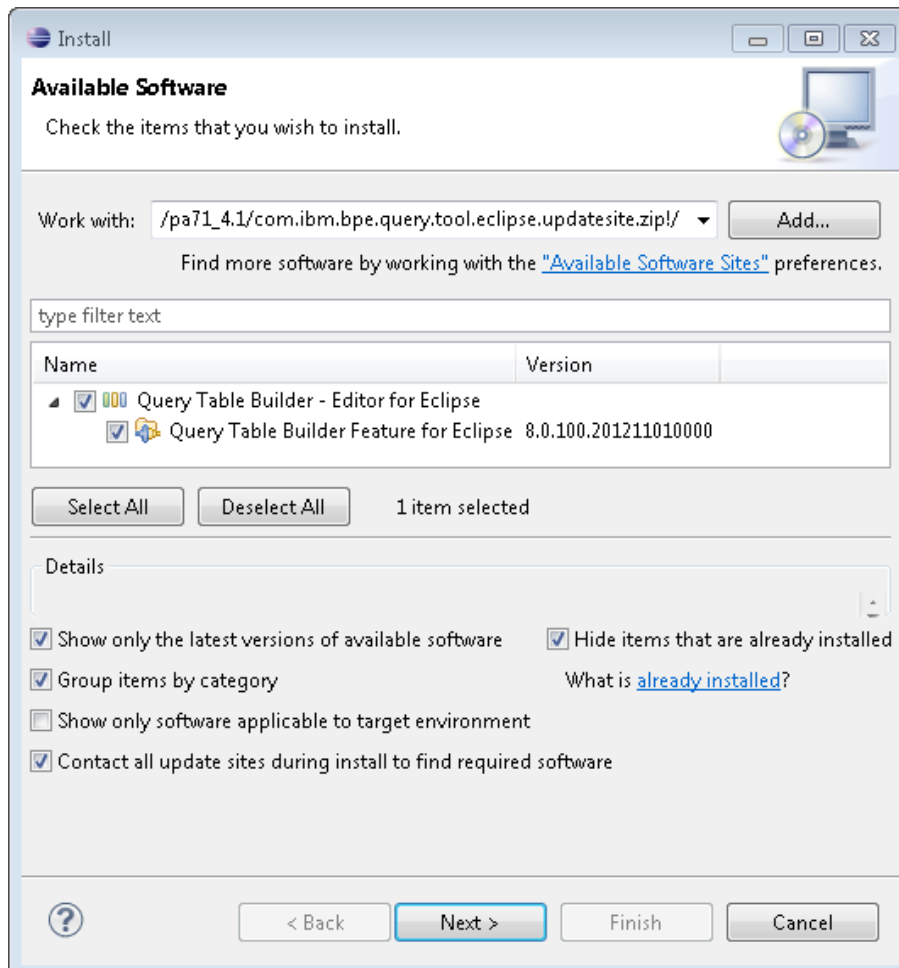 Install
Available Software
Check the items that you wish to install.
Work with: /pa71_4.1/com.ibm.bpe.query.tool.eclipse.updatesite.zip!/ Add...
Find more software by working with the "Available Software Sites" preferences.
type filter text
Name Version
Query Table Builder - Editor for Eclipse
Query Table Builder Feature for Eclipse 8.0.100.201211010000
Select All Deselect All 1 item selected
Details
Show only the latest versions of available software Hide items that are already installed
Group items by category What is already installed?
Show only software applicable to target environment
Contact all update sites during install to find required software
? < Back Next > Finish Cancel